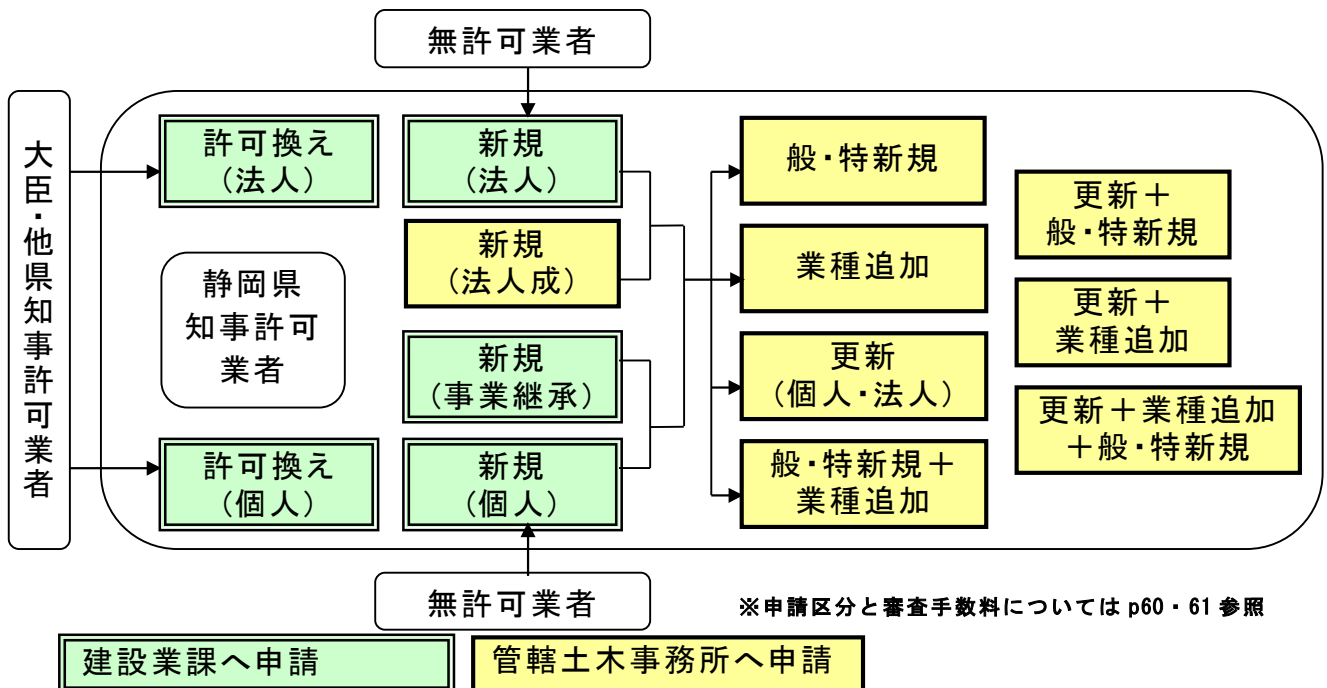 無許可業者
大臣・他県知事許可業者
許可換え
（法人）
新規
（法人）
新規
（法人成）
静岡県
知事許可
業者
新規
（事業継承）
許可換え
（個人）
新規
（個人）
般・特新規
業種追加
更新
（個人・法人）
般・特新規＋
業種追加
更新＋
般・特新規
更新＋
業種追加
更新＋業種追加
＋般・特新規
無許可業者
※申請区分と審査手数料については p60・61 参照
建設業課へ申請
管轄土木事務所へ申請